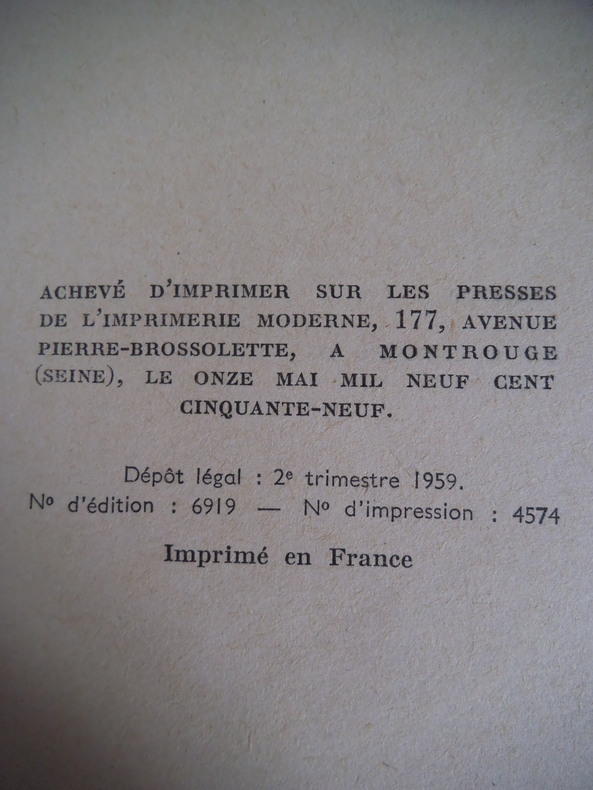 ACHEVÉ D'IMPRIMER SUR LES PRESSES
DE L'IMPRIMERIE MODERNE, 177, AVENUE
PIERRE-BROSSOLETTE, A MONTROUGE
(SEINE), LE ONZE MAI MIL NEUF CENT
CINQUANTE-NEUF.
Dépôt légal : 2e trimestre 1959.
No d'édition : 6919 — No d'impression : 4574
Imprimé en France